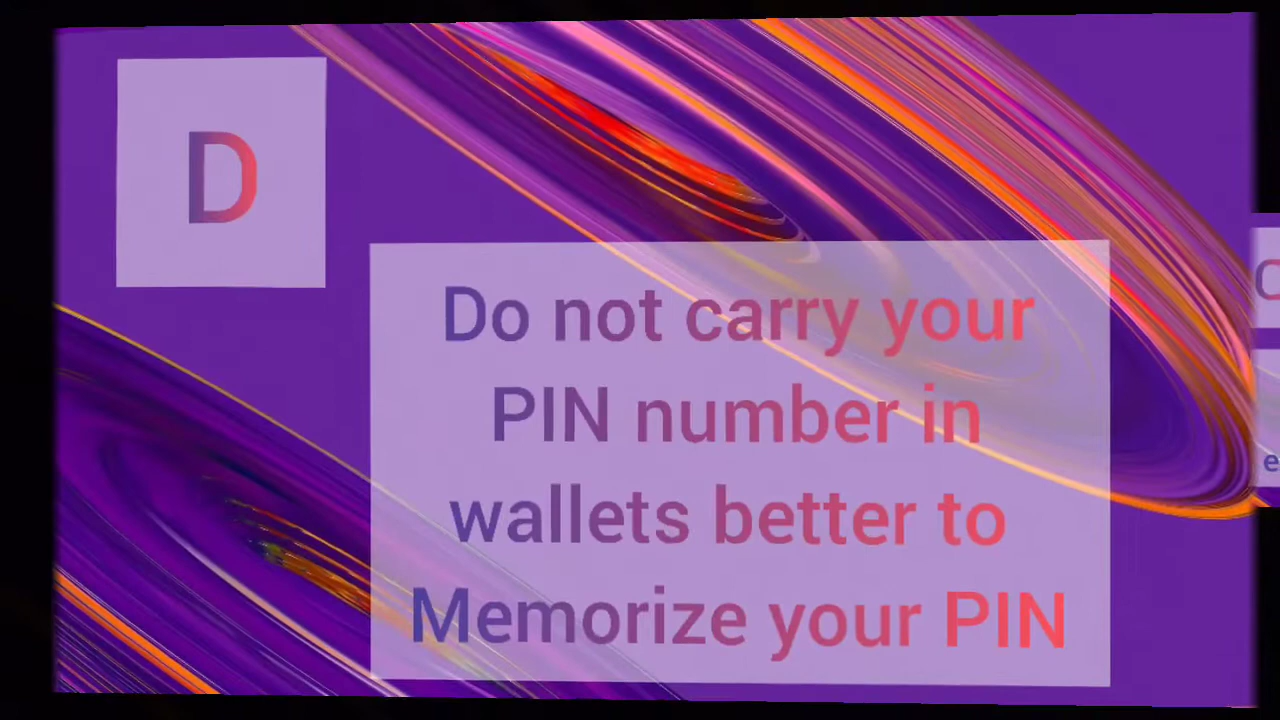 D
Do not carry your
PIN number in
wallets better to
Memorize your PIN